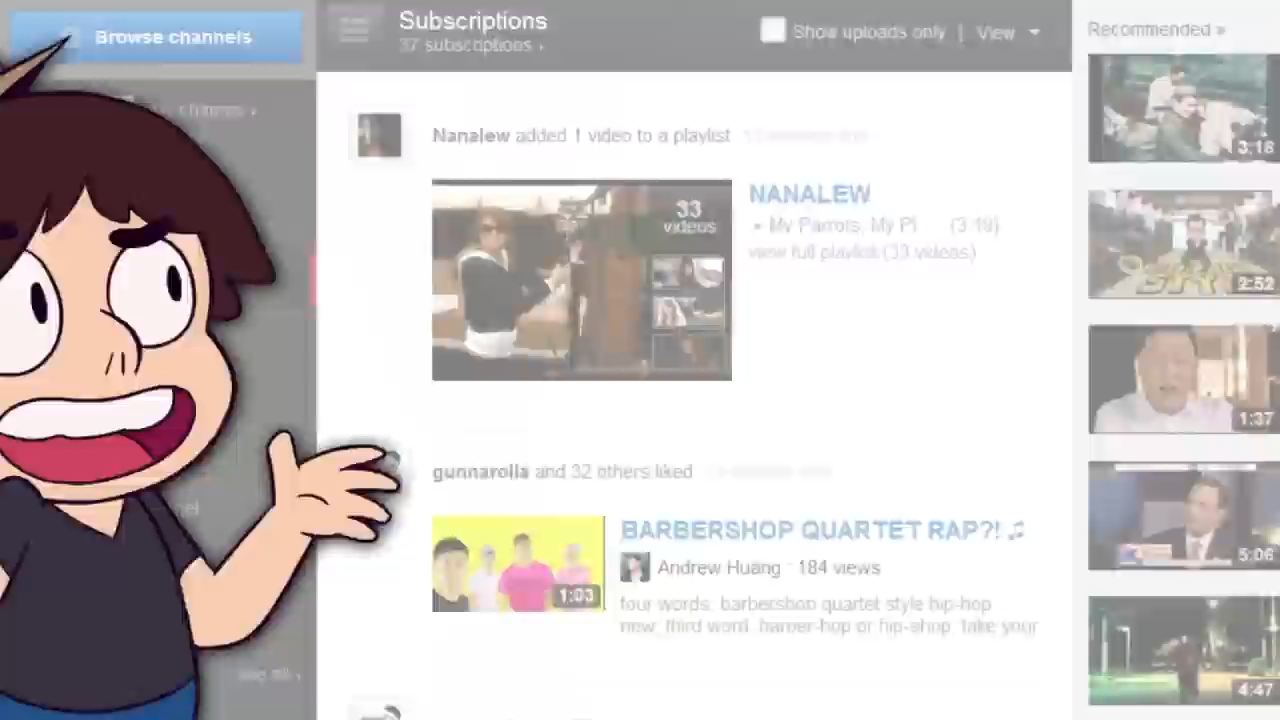 Browse channels
Subscriptions
37 subscriptions ›
Show uploads only | View
Recommended »
3:18
Nanalew added 1 video to a playlist
33
videos
NANALEW
• My Parrots, My Pl (3:19)
view full playlist (33 videos)
2:52
1:37
gunnarolla and 32 others liked
BARBERSHOP QUARTET RAP?! ♫
Andrew Huang 184 views
1:03
four words: barbershop quartet style hip-hop
new, third word: barber-hop or hip-shop. take your
5:06
4:47